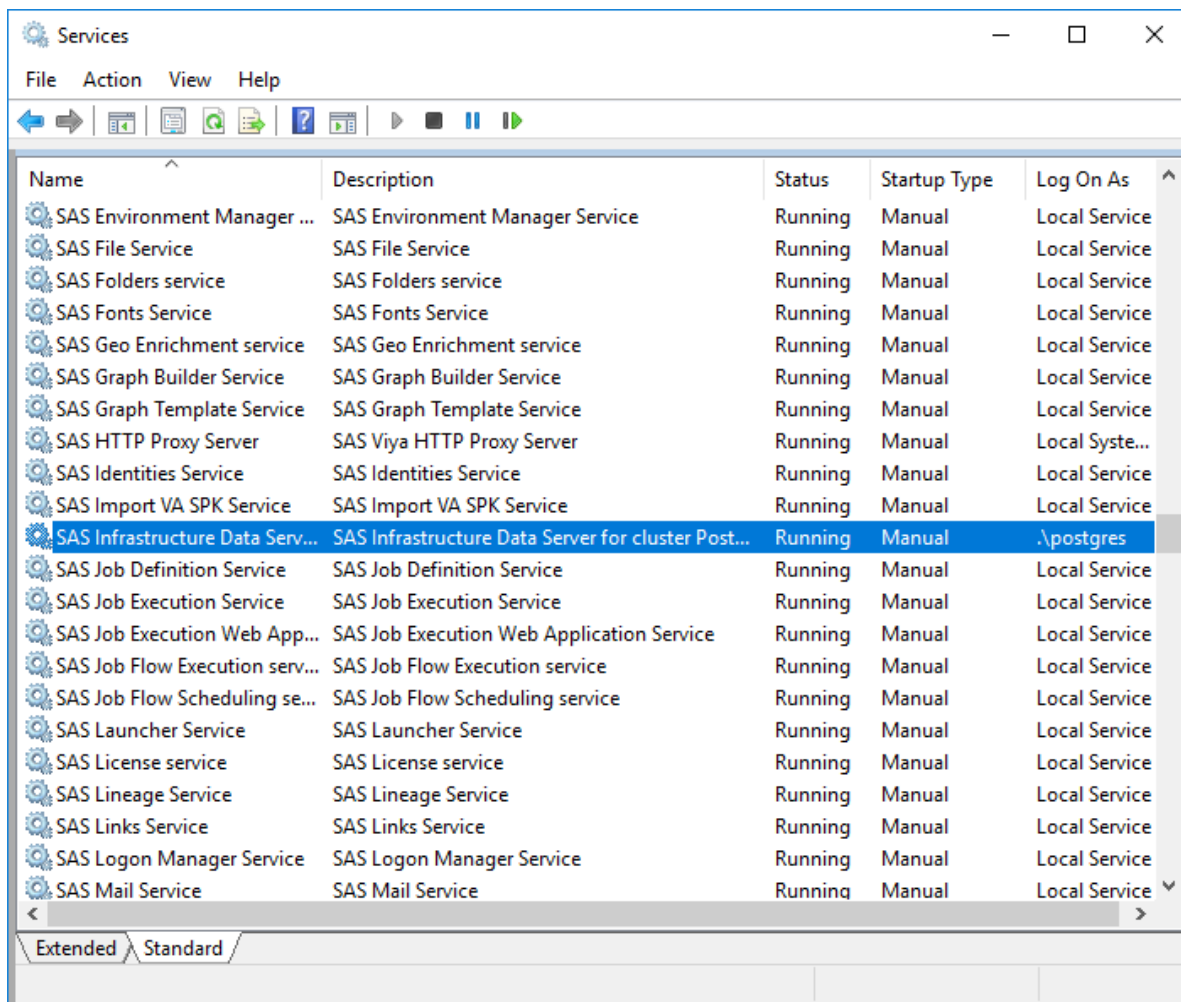 Services
File Action View Help
Name Description Status Startup Type Log On As
SAS Environment Manager ... SAS Environment Manager Service Running Manual Local Service
SAS File Service SAS File Service Running Manual Local Service
SAS Folders service SAS Folders service Running Manual Local Service
SAS Fonts Service SAS Fonts Service Running Manual Local Service
SAS Geo Enrichment service SAS Geo Enrichment service Running Manual Local Service
SAS Graph Builder Service SAS Graph Builder Service Running Manual Local Service
SAS Graph Template Service SAS Graph Template Service Running Manual Local Service
SAS HTTP Proxy Server SAS Viya HTTP Proxy Server Running Manual Local Syste...
SAS Identities Service SAS Identities Service Running Manual Local Service
SAS Import VA SPK Service SAS Import VA SPK Service Running Manual Local Service
SAS Infrastructure Data Serv... SAS Infrastructure Data Server for cluster Post... Running Manual .\postgres
SAS Job Definition Service SAS Job Definition Service Running Manual Local Service
SAS Job Execution Service SAS Job Execution Service Running Manual Local Service
SAS Job Execution Web App... SAS Job Execution Web Application Service Running Manual Local Service
SAS Job Flow Execution serv... SAS Job Flow Execution service Running Manual Local Service
SAS Job Flow Scheduling se... SAS Job Flow Scheduling service Running Manual Local Service
SAS Launcher Service SAS Launcher Service Running Manual Local Service
SAS License service SAS License service Running Manual Local Service
SAS Lineage Service SAS Lineage Service Running Manual Local Service
SAS Links Service SAS Links Service Running Manual Local Service
SAS Logon Manager Service SAS Logon Manager Service Running Manual Local Service
SAS Mail Service SAS Mail Service Running Manual Local Service
Extended Standard